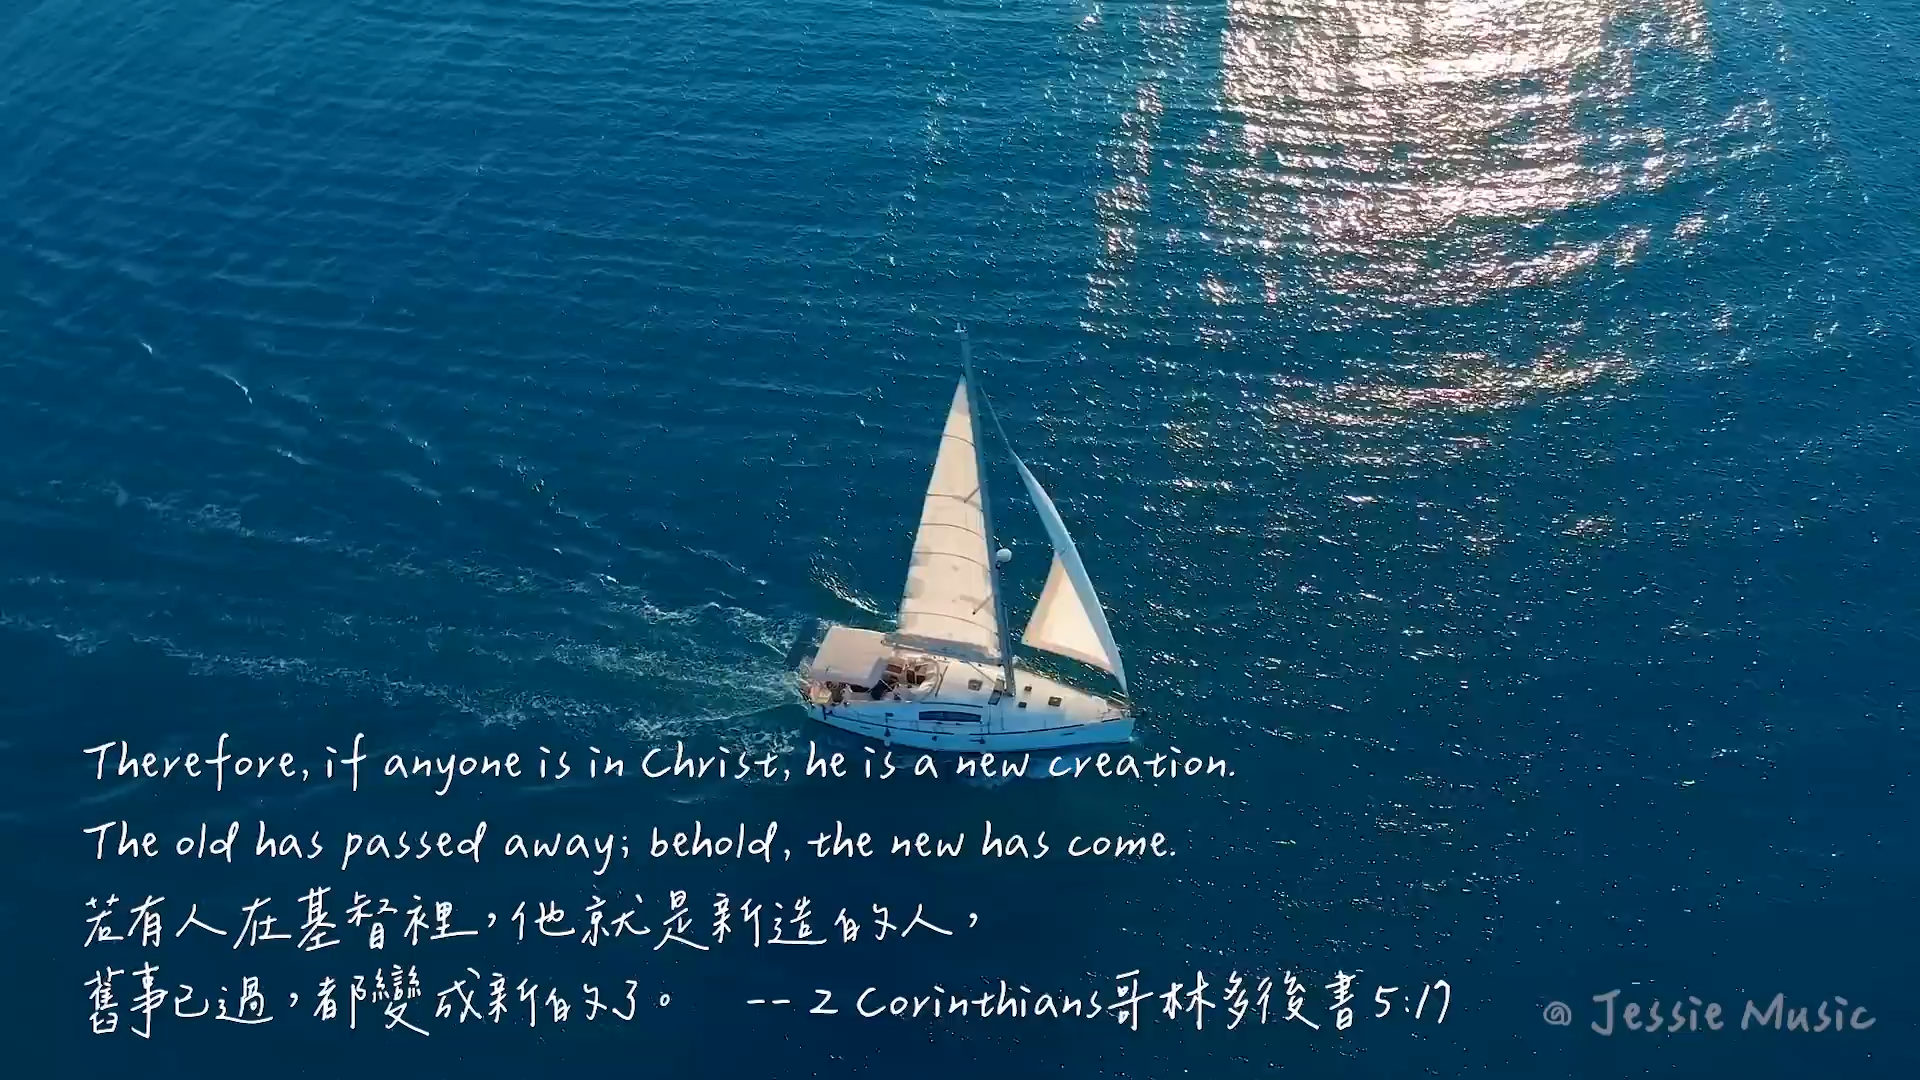 Therefore, if anyone is in Christ, he is a new creation.
The old has passed away; behold, the new has come.
若有人在基督裡，他就是新造的人，
舊事已過，都變成新的了。 -- 2 Corinthians哥林多後書5:17
@ Jessie Music